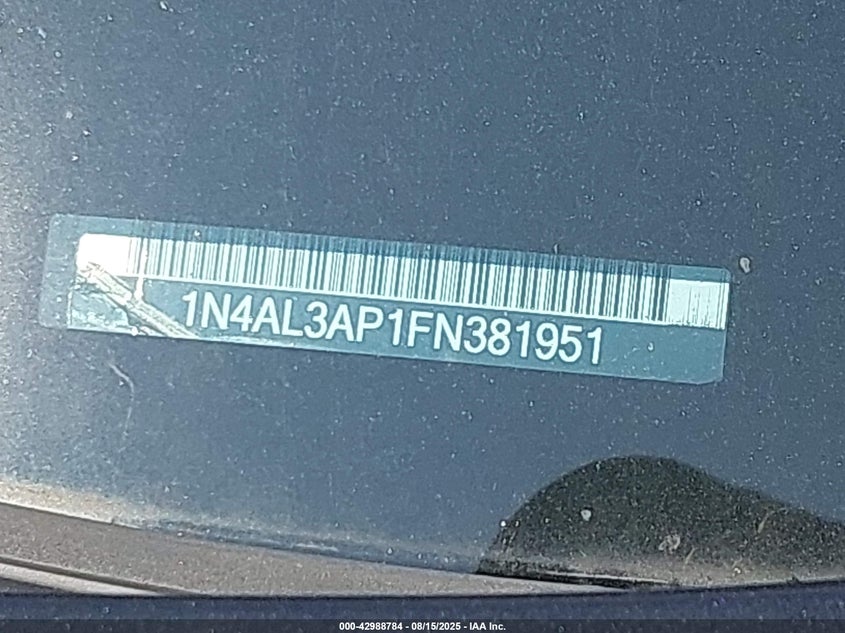 1N4AL3AP1FN381951
000-42988784 - 08/15/2025 - IAA Inc.